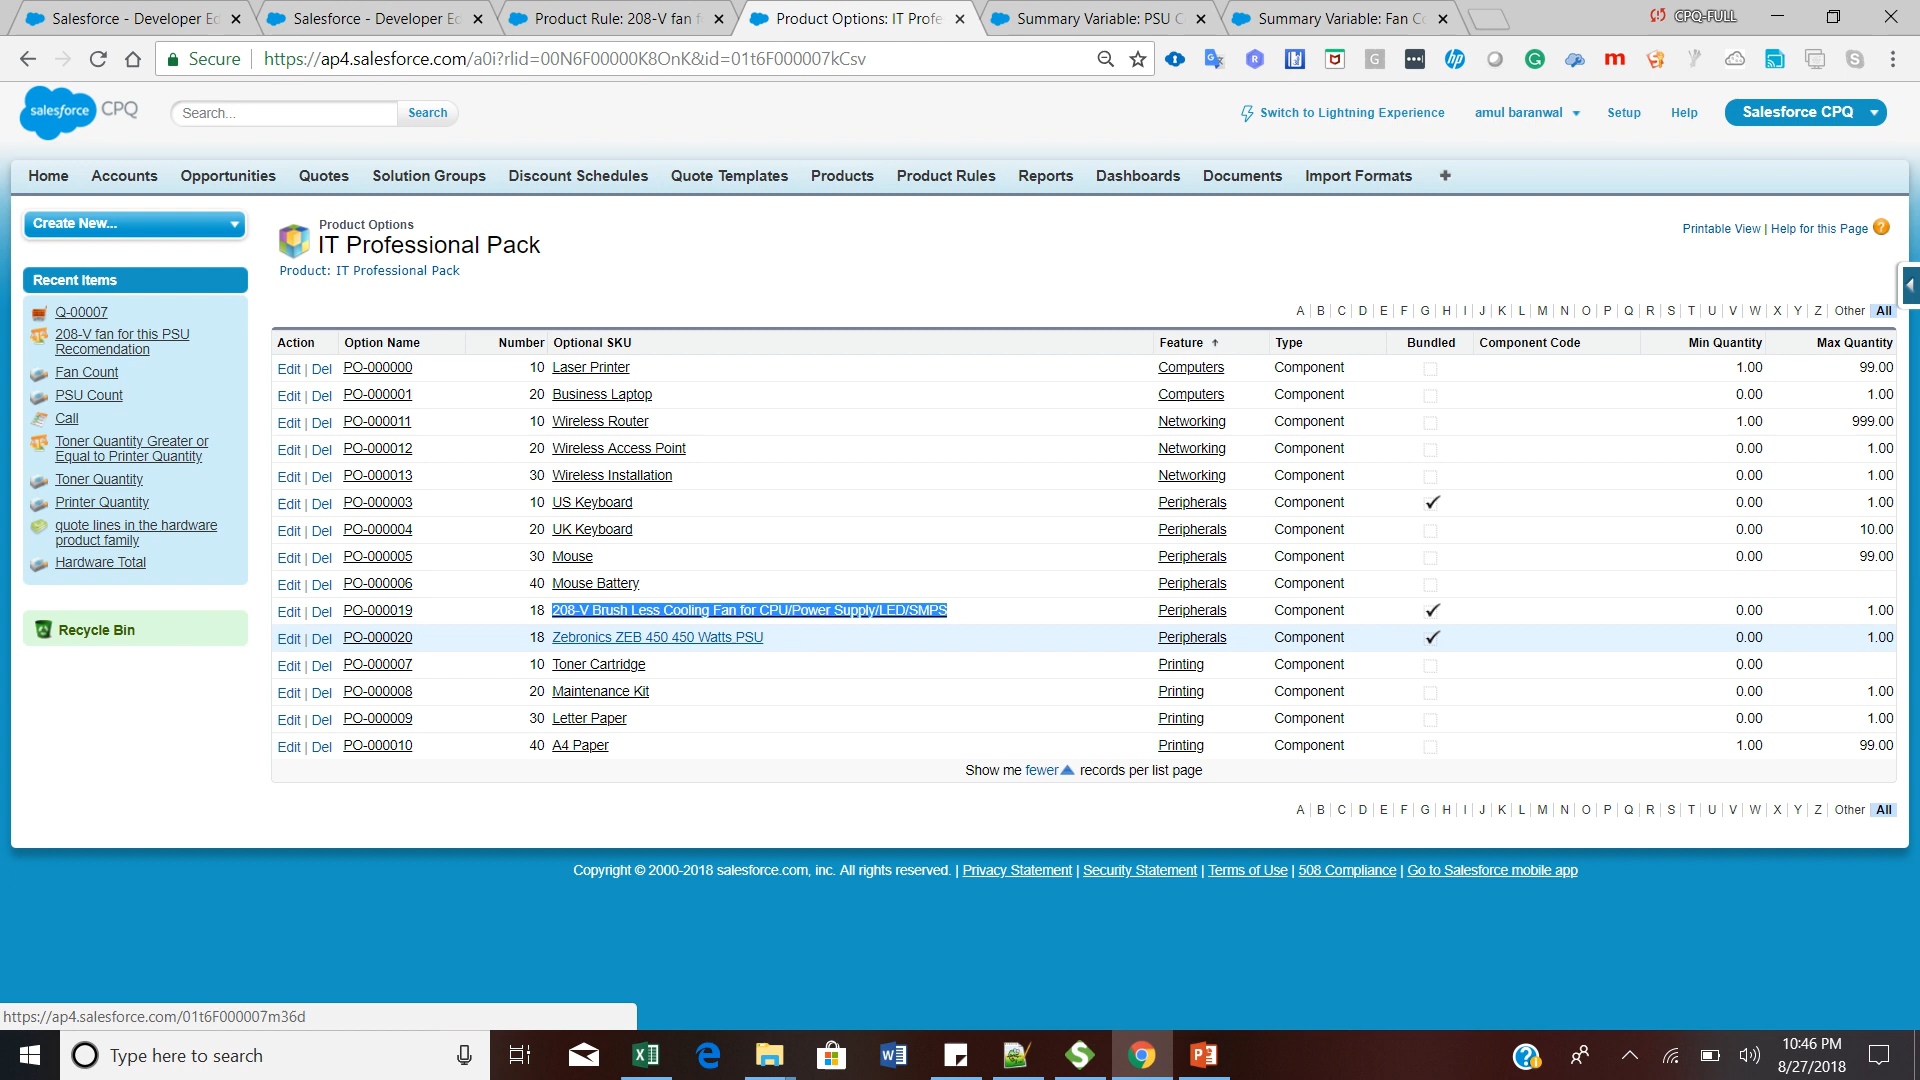 Salesforce - Developer Ec
Salesforce - Developer Ec
Product Rule: 208-V fan f
Product Options: IT Profe
Summary Variable: PSU C
Summary Variable: Fan Co
CPQ-FULL
Secure
https://ap4.salesforce.com/a0i?rlid=00N6F00000K8OnK&id=01t6F000007kCsv
salesforce CPQ
Search...
Search
Switch to Lightning Experience
amul baranwal
Setup
Help
Salesforce CPQ
Home Accounts Opportunities Quotes Solution Groups Discount Schedules Quote Templates Products Product Rules Reports Dashboards Documents Import Formats +
Create New...
Recent Items
Q-00007
208-V fan for this PSU
Recomendation
Fan Count
PSU Count
Call
Toner Quantity Greater or
Equal to Printer Quantity
Toner Quantity
Printer Quantity
quote lines in the hardware
product family
Hardware Total
Recycle Bin
Product Options
IT Professional Pack
Product: IT Professional Pack
Printable View | Help for this Page
A | B | C | D | E | F | G | H | I | J | K | L | M | N | O | P | Q | R | S | T | U | V | W | X | Y | Z | Other | All
Action Option Name Number Optional SKU Feature Type Bundled Component Code Min Quantity Max Quantity
Edit | Del PO-000000 10 Laser Printer Computers Component 1.00 99.00
Edit | Del PO-000001 20 Business Laptop Computers Component 0.00 1.00
Edit | Del PO-000011 10 Wireless Router Networking Component 1.00 999.00
Edit | Del PO-000012 20 Wireless Access Point Networking Component 0.00 1.00
Edit | Del PO-000013 30 Wireless Installation Networking Component 0.00 1.00
Edit | Del PO-000003 10 US Keyboard Peripherals Component 0.00 1.00
Edit | Del PO-000004 20 UK Keyboard Peripherals Component 0.00 10.00
Edit | Del PO-000005 30 Mouse Peripherals Component 0.00 99.00
Edit | Del PO-000006 40 Mouse Battery Peripherals Component
Edit | Del PO-000019 18 208-V Brush Less Cooling Fan for CPU/Power Supply/LED/SMPS Peripherals Component 0.00 1.00
Edit | Del PO-000020 18 Zebronics ZEB 450 450 Watts PSU Peripherals Component 0.00 1.00
Edit | Del PO-000007 10 Toner Cartridge Printing Component 0.00
Edit | Del PO-000008 20 Maintenance Kit Printing Component 0.00 1.00
Edit | Del PO-000009 30 Letter Paper Printing Component 0.00 1.00
Edit | Del PO-000010 40 A4 Paper Printing Component 1.00 99.00
Show me fewer records per list page
A | B | C | D | E | F | G | H | I | J | K | L | M | N | O | P | Q | R | S | T | U | V | W | X | Y | Z | Other | All
Copyright © 2000-2018 salesforce.com, inc. All rights reserved. | Privacy Statement | Security Statement | Terms of Use | 508 Compliance | Go to Salesforce mobile app
https://ap4.salesforce.com/01t6F000007m36d
Type here to search
10:46 PM
8/27/2018